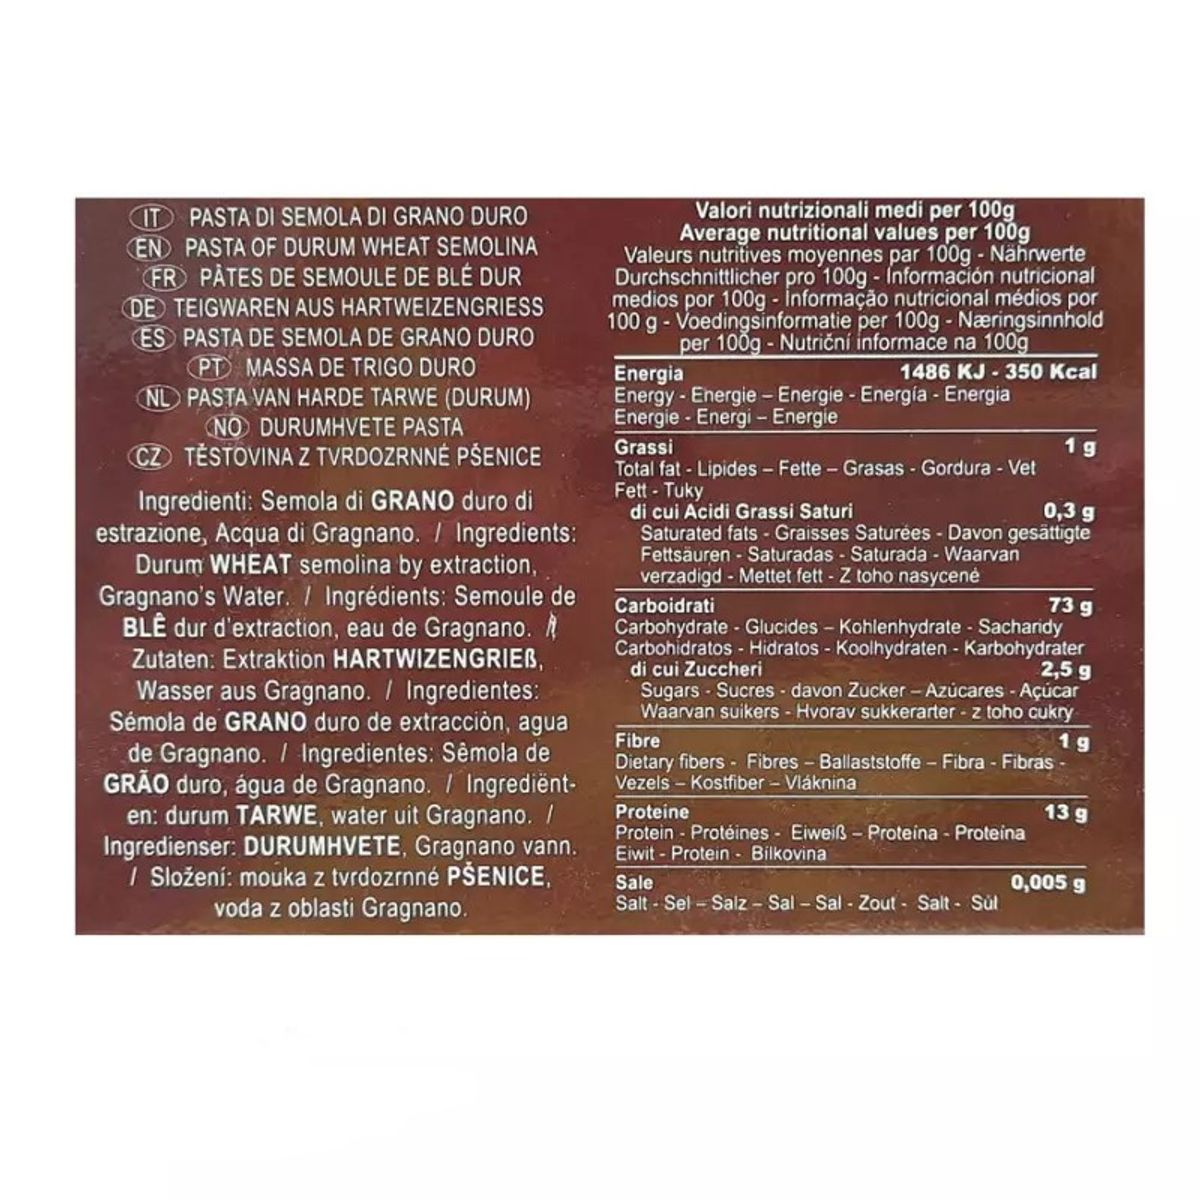 IT PASTA DI SEMOLA DI GRANO DURO
EN PASTA OF DURUM WHEAT SEMOLINA
FR PÂTES DE SEMOULE DE BLÉ DUR
DE TEIGWAREN AUS HARTWEIZENGRIESS
ES PASTA DE SEMOLA DE GRANO DURO
PT MASSA DE TRIGO DURO
NL PASTA VAN HARDE TARWE (DURUM)
NO DURUMHVETE PASTA
CZ TĚSTOVINA Z TVRDOZRNNÉ PŠENICE
Ingredienti: Semola di GRANO duro di
estrazione, Acqua di Gragnano. / Ingredients:
Durum WHEAT semolina by extraction,
Gragnano's Water. / Ingrédients: Semoule de
BLÊ dur d'extraction, eau de Gragnano. /
Zutaten: Extraktion HARTWIZENGRIEß,
Wasser aus Gragnano. / Ingredientes:
Sémola de GRANO duro de extracciòn, agua
de Gragnano. / Ingredientes: Sêmola de
GRÃO duro, água de Gragnano. / Ingrediënt-
en: durum TARWE, water uit Gragnano. /
Ingredienser: DURUMHVETE, Gragnano vann.
/ Složení: mouka z tvrdozrnné PŠENICE,
voda z oblasti Gragnano.
Valori nutrizionali medi per 100g
Average nutritional values per 100g
Valeurs nutritives moyennes par 100g - Nährwerte
Durchschnittlicher pro 100g - Información nutricional
medios por 100g - Informação nutricional médios por
100 g - Voedingsinformatie per 100g - Næringsinnhold
per 100g - Nutriční informace na 100g
Energia 1486 KJ - 350 Kcal
Energy - Energie – Energie - Energía - Energia
Energie - Energi – Energie
Grassi 1 g
Total fat - Lipides – Fette – Grasas - Gordura - Vet
Fett - Tuky
di cui Acidi Grassi Saturi 0,3 g
Saturated fats - Graisses Saturées - Davon gesättigte
Fettsäuren - Saturadas - Saturada - Waarvan
verzadigd - Mettet fett - Z toho nasycené
Carboidrati 73 g
Carbohydrate - Glucides – Kohlenhydrate - Sacharidy
Carbohidratos - Hidratos - Koolhydraten - Karbohydrater
di cui Zuccheri 2,5 g
Sugars - Sucres - davon Zucker – Azúcares - Açúcar
Waarvan suikers - Hvorav sukkerarter - z toho cukry
Fibre 1 g
Dietary fibers - Fibres – Ballaststoffe – Fibra - Fibras -
Vezels – Kostfiber – Vláknina
Proteine 13 g
Protein - Protéines - Eiweiß – Proteína - Proteína
Eiwit - Protein - Bílkovina
Sale 0,005 g
Salt - Sel – Salz – Sal – Sal - Zout - Salt - Sůl